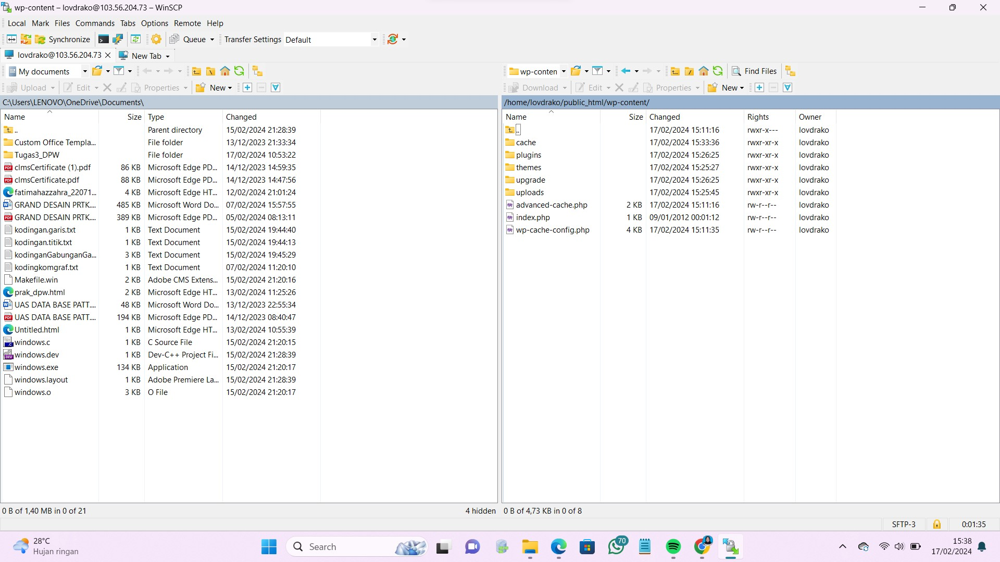 wp-content – lovdrako@103.56.204.73 – WinSCP
Local Mark Files Commands Tabs Options Remote Help
Synchronize Queue Transfer Settings Default
lovdrako@103.56.204.73 New Tab
My documents
wp-conten Find Files
Upload Edit Properties New
Download Edit Properties New
C:\Users\LENOVO\OneDrive\Documents\
Name Size Type Changed
.. Parent directory 15/02/2024 21:28:39
Custom Office Templa... File folder 13/12/2023 21:33:34
Tugas3_DPW File folder 17/02/2024 10:53:22
clmsCertificate (1).pdf 86 KB Microsoft Edge PD... 14/12/2023 14:59:35
clmsCertificate.pdf 88 KB Microsoft Edge PD... 14/12/2023 14:47:56
fatimahazzahra_22071... 4 KB Microsoft Edge HT... 12/02/2024 21:01:24
GRAND DESAIN PRTK.... 485 KB Microsoft Word Do... 07/02/2024 15:57:55
GRAND DESAIN PRTK.... 389 KB Microsoft Edge PD... 05/02/2024 08:13:11
kodingan.garis.txt 1 KB Text Document 15/02/2024 19:44:40
kodingan.titik.txt 1 KB Text Document 15/02/2024 19:44:13
kodinganGabunganGa... 3 KB Text Document 15/02/2024 19:45:29
kodingkomgraf.txt 1 KB Text Document 07/02/2024 11:20:10
Makefile.win 2 KB Adobe CMS Extens... 15/02/2024 21:20:16
prak_dpw.html 2 KB Microsoft Edge HT... 13/02/2024 11:25:26
UAS DATA BASE PATT.... 48 KB Microsoft Word Do... 13/12/2023 22:55:34
UAS DATA BASE PATT.... 194 KB Microsoft Edge PD... 14/12/2023 08:40:47
Untitled.html 1 KB Microsoft Edge HT... 13/02/2024 10:55:39
windows.c 1 KB C Source File 15/02/2024 21:20:15
windows.dev 1 KB Dev-C++ Project Fi... 15/02/2024 21:28:39
windows.exe 134 KB Application 15/02/2024 21:20:17
windows.layout 1 KB Adobe Premiere La... 15/02/2024 21:28:39
windows.o 3 KB O File 15/02/2024 21:20:17
0 B of 1,40 MB in 0 of 21 4 hidden
/home/lovdrako/public_html/wp-content/
Name Size Changed Rights Owner
.. 17/02/2024 15:11:16 rwxr-x--- lovdrako
cache 17/02/2024 15:33:36 rwxr-xr-x lovdrako
plugins 17/02/2024 15:26:25 rwxr-xr-x lovdrako
themes 17/02/2024 15:25:27 rwxr-xr-x lovdrako
upgrade 17/02/2024 15:26:25 rwxr-xr-x lovdrako
uploads 17/02/2024 15:25:45 rwxr-xr-x lovdrako
advanced-cache.php 2 KB 17/02/2024 15:11:16 rw-r--r-- lovdrako
index.php 1 KB 09/01/2012 00:01:12 rw-r--r-- lovdrako
wp-cache-config.php 4 KB 17/02/2024 15:11:35 rw-r--r-- lovdrako
0 B of 4,73 KB in 0 of 8
SFTP-3 0:01:35
28°C
Hujan ringan
Search
70
15:38
17/02/2024